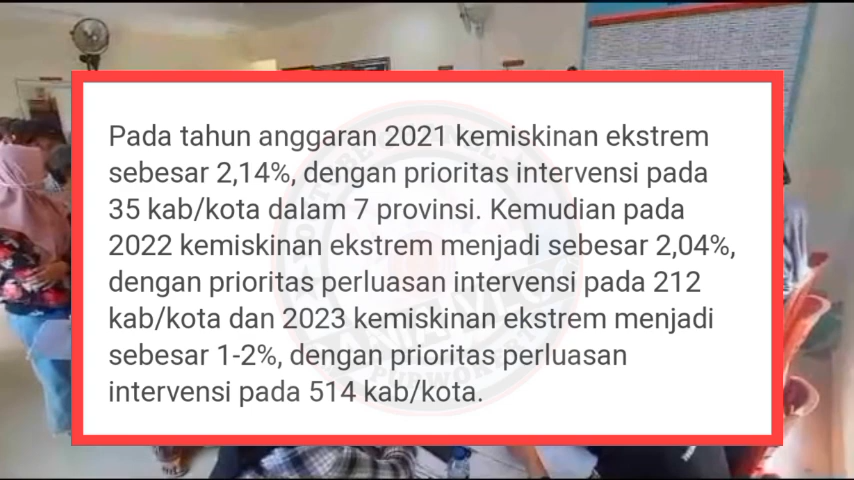 Pada tahun anggaran 2021 kemiskinan ekstrem
sebesar 2,14%, dengan prioritas intervensi pada
35 kab/kota dalam 7 provinsi. Kemudian pada
2022 kemiskinan ekstrem menjadi sebesar 2,04%,
dengan prioritas perluasan intervensi pada 212
kab/kota dan 2023 kemiskinan ekstrem menjadi
sebesar 1-2%, dengan prioritas perluasan
intervensi pada 514 kab/kota.